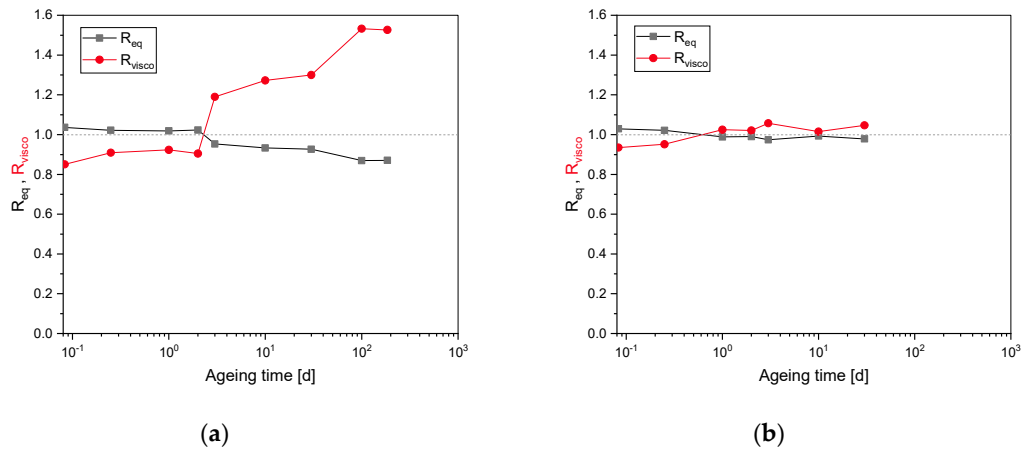 R_eq
R_visco
R_eq , R_visco
1.6
1.4
1.2
1.0
0.8
0.6
0.4
0.2
0.0
10^-1 10^0 10^1 10^2 10^3
Ageing time [d]
(a)
R_eq
R_visco
R_eq , R_visco
1.6
1.4
1.2
1.0
0.8
0.6
0.4
0.2
0.0
10^-1 10^0 10^1 10^2 10^3
Ageing time [d]
(b)